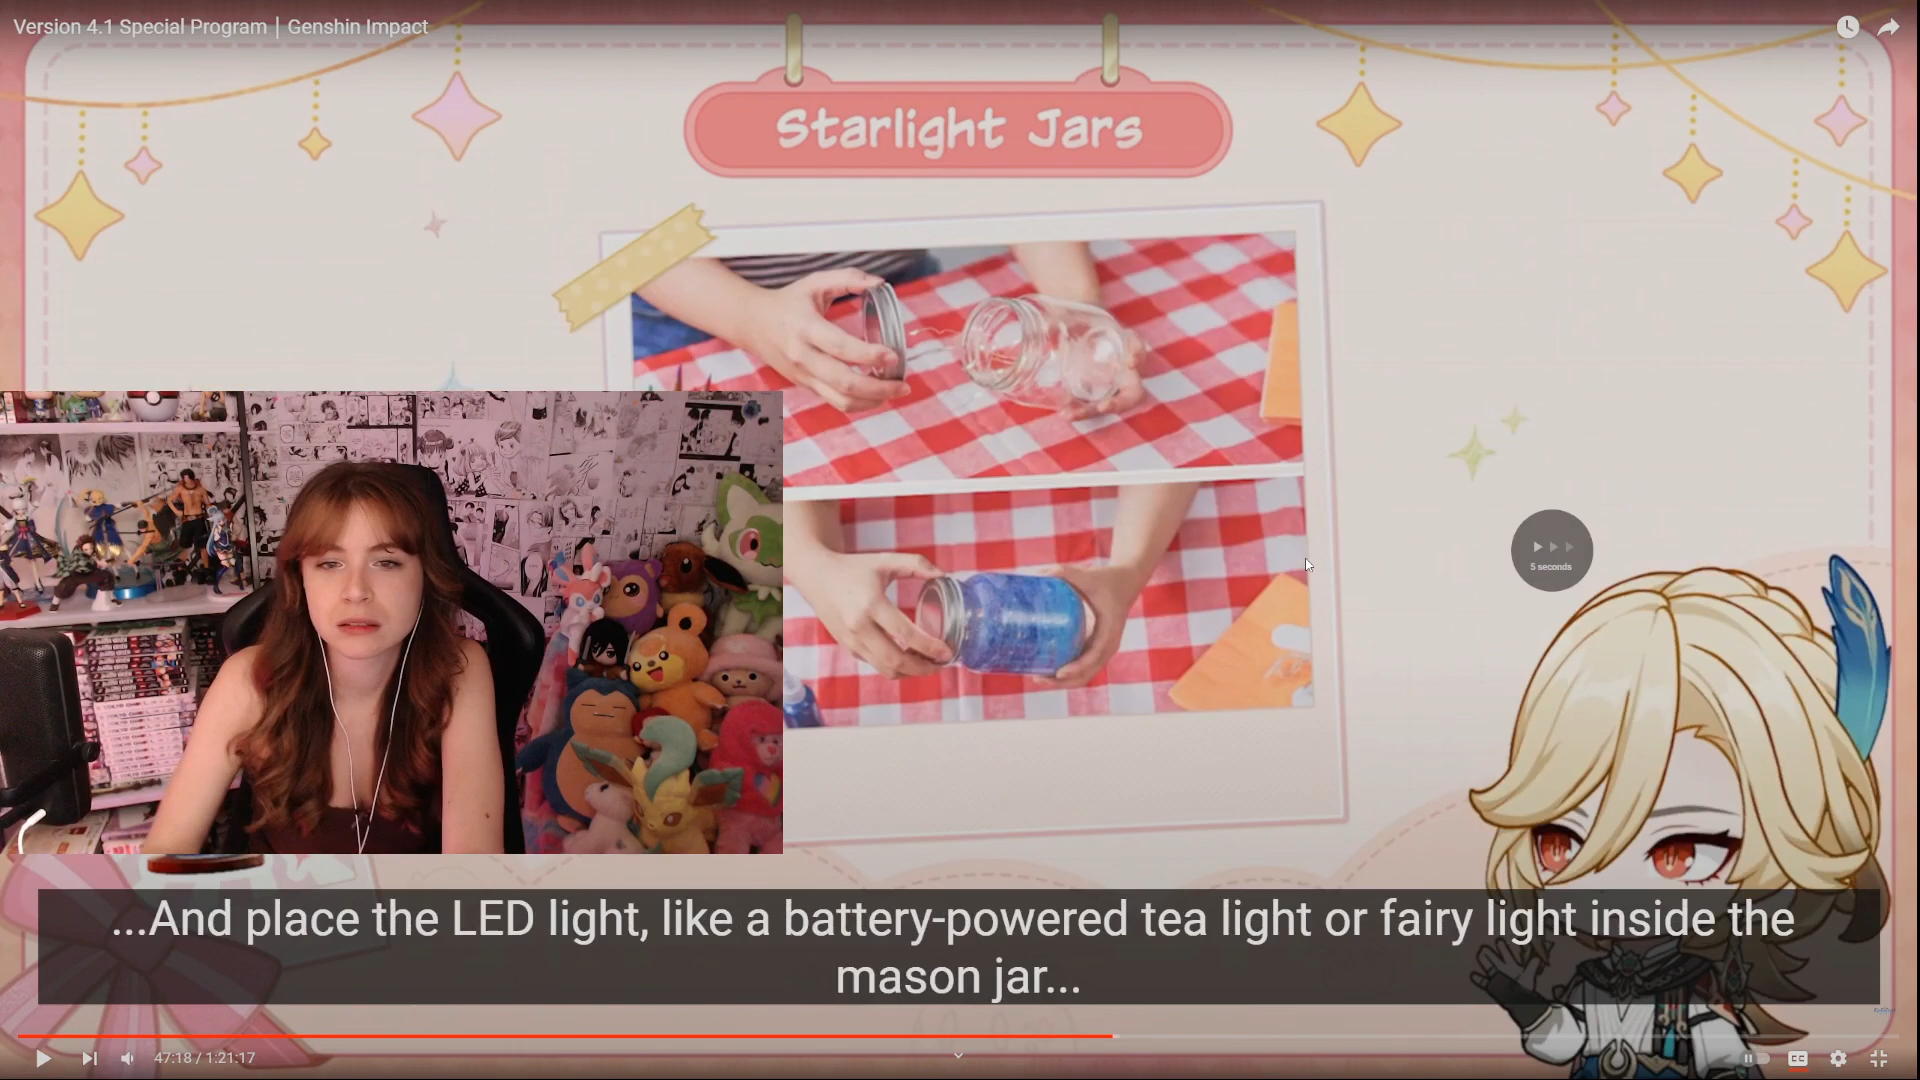 Version 4.1 Special Program | Genshin Impact
Starlight Jars
5 seconds
...And place the LED light, like a battery-powered tea light or fairy light inside the
mason jar...
47:18 / 1:21:17
CC